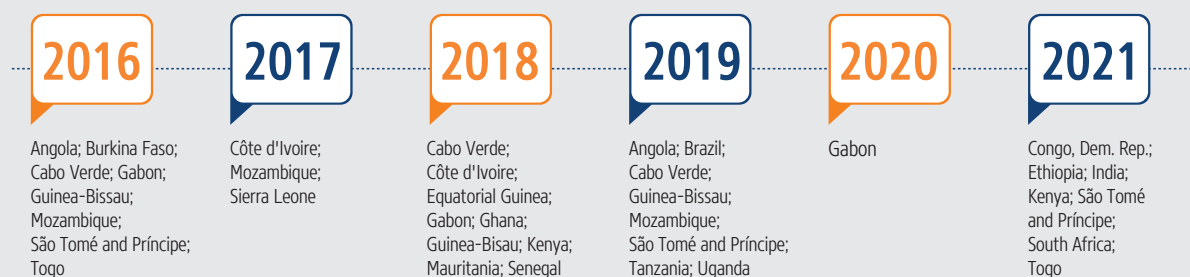 2016
Angola; Burkina Faso;
Cabo Verde; Gabon;
Guinea-Bissau;
Mozambique;
São Tomé and Príncipe;
Togo
2017
Côte d'Ivoire;
Mozambique;
Sierra Leone
2018
Cabo Verde;
Côte d'Ivoire;
Equatorial Guinea;
Gabon; Ghana;
Guinea-Bisau; Kenya;
Mauritania; Senegal
2019
Angola; Brazil;
Cabo Verde;
Guinea-Bissau;
Mozambique;
São Tomé and Príncipe;
Tanzania; Uganda
2020
Gabon
2021
Congo, Dem. Rep.;
Ethiopia; India;
Kenya; São Tomé
and Príncipe;
South Africa;
Togo